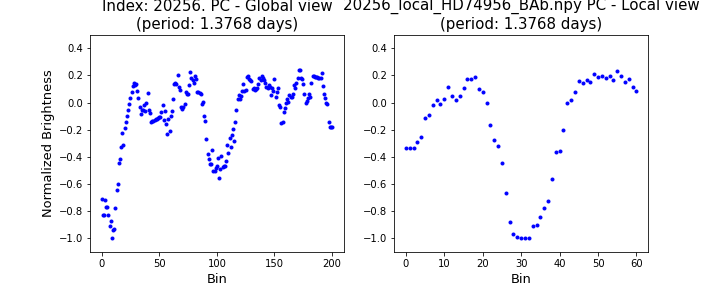 Index: 20256. PC - Global view
(period: 1.3768 days)
20256_local_HD74956_BAb.npy PC - Local view
(period: 1.3768 days)
Normalized Brightness
0.4
0.2
0.0
−0.2
−0.4
−0.6
−0.8
−1.0
0 50 100 150 200
Bin
0.4
0.2
0.0
−0.2
−0.4
−0.6
−0.8
−1.0
0 10 20 30 40 50 60
Bin